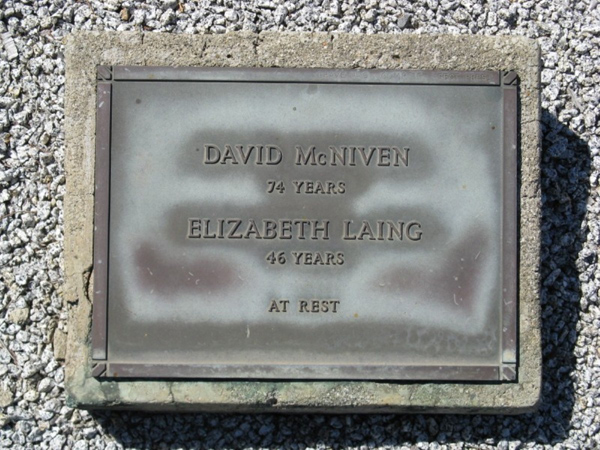 DAVID McNIVEN
74 YEARS
ELIZABETH LAING
46 YEARS
AT REST